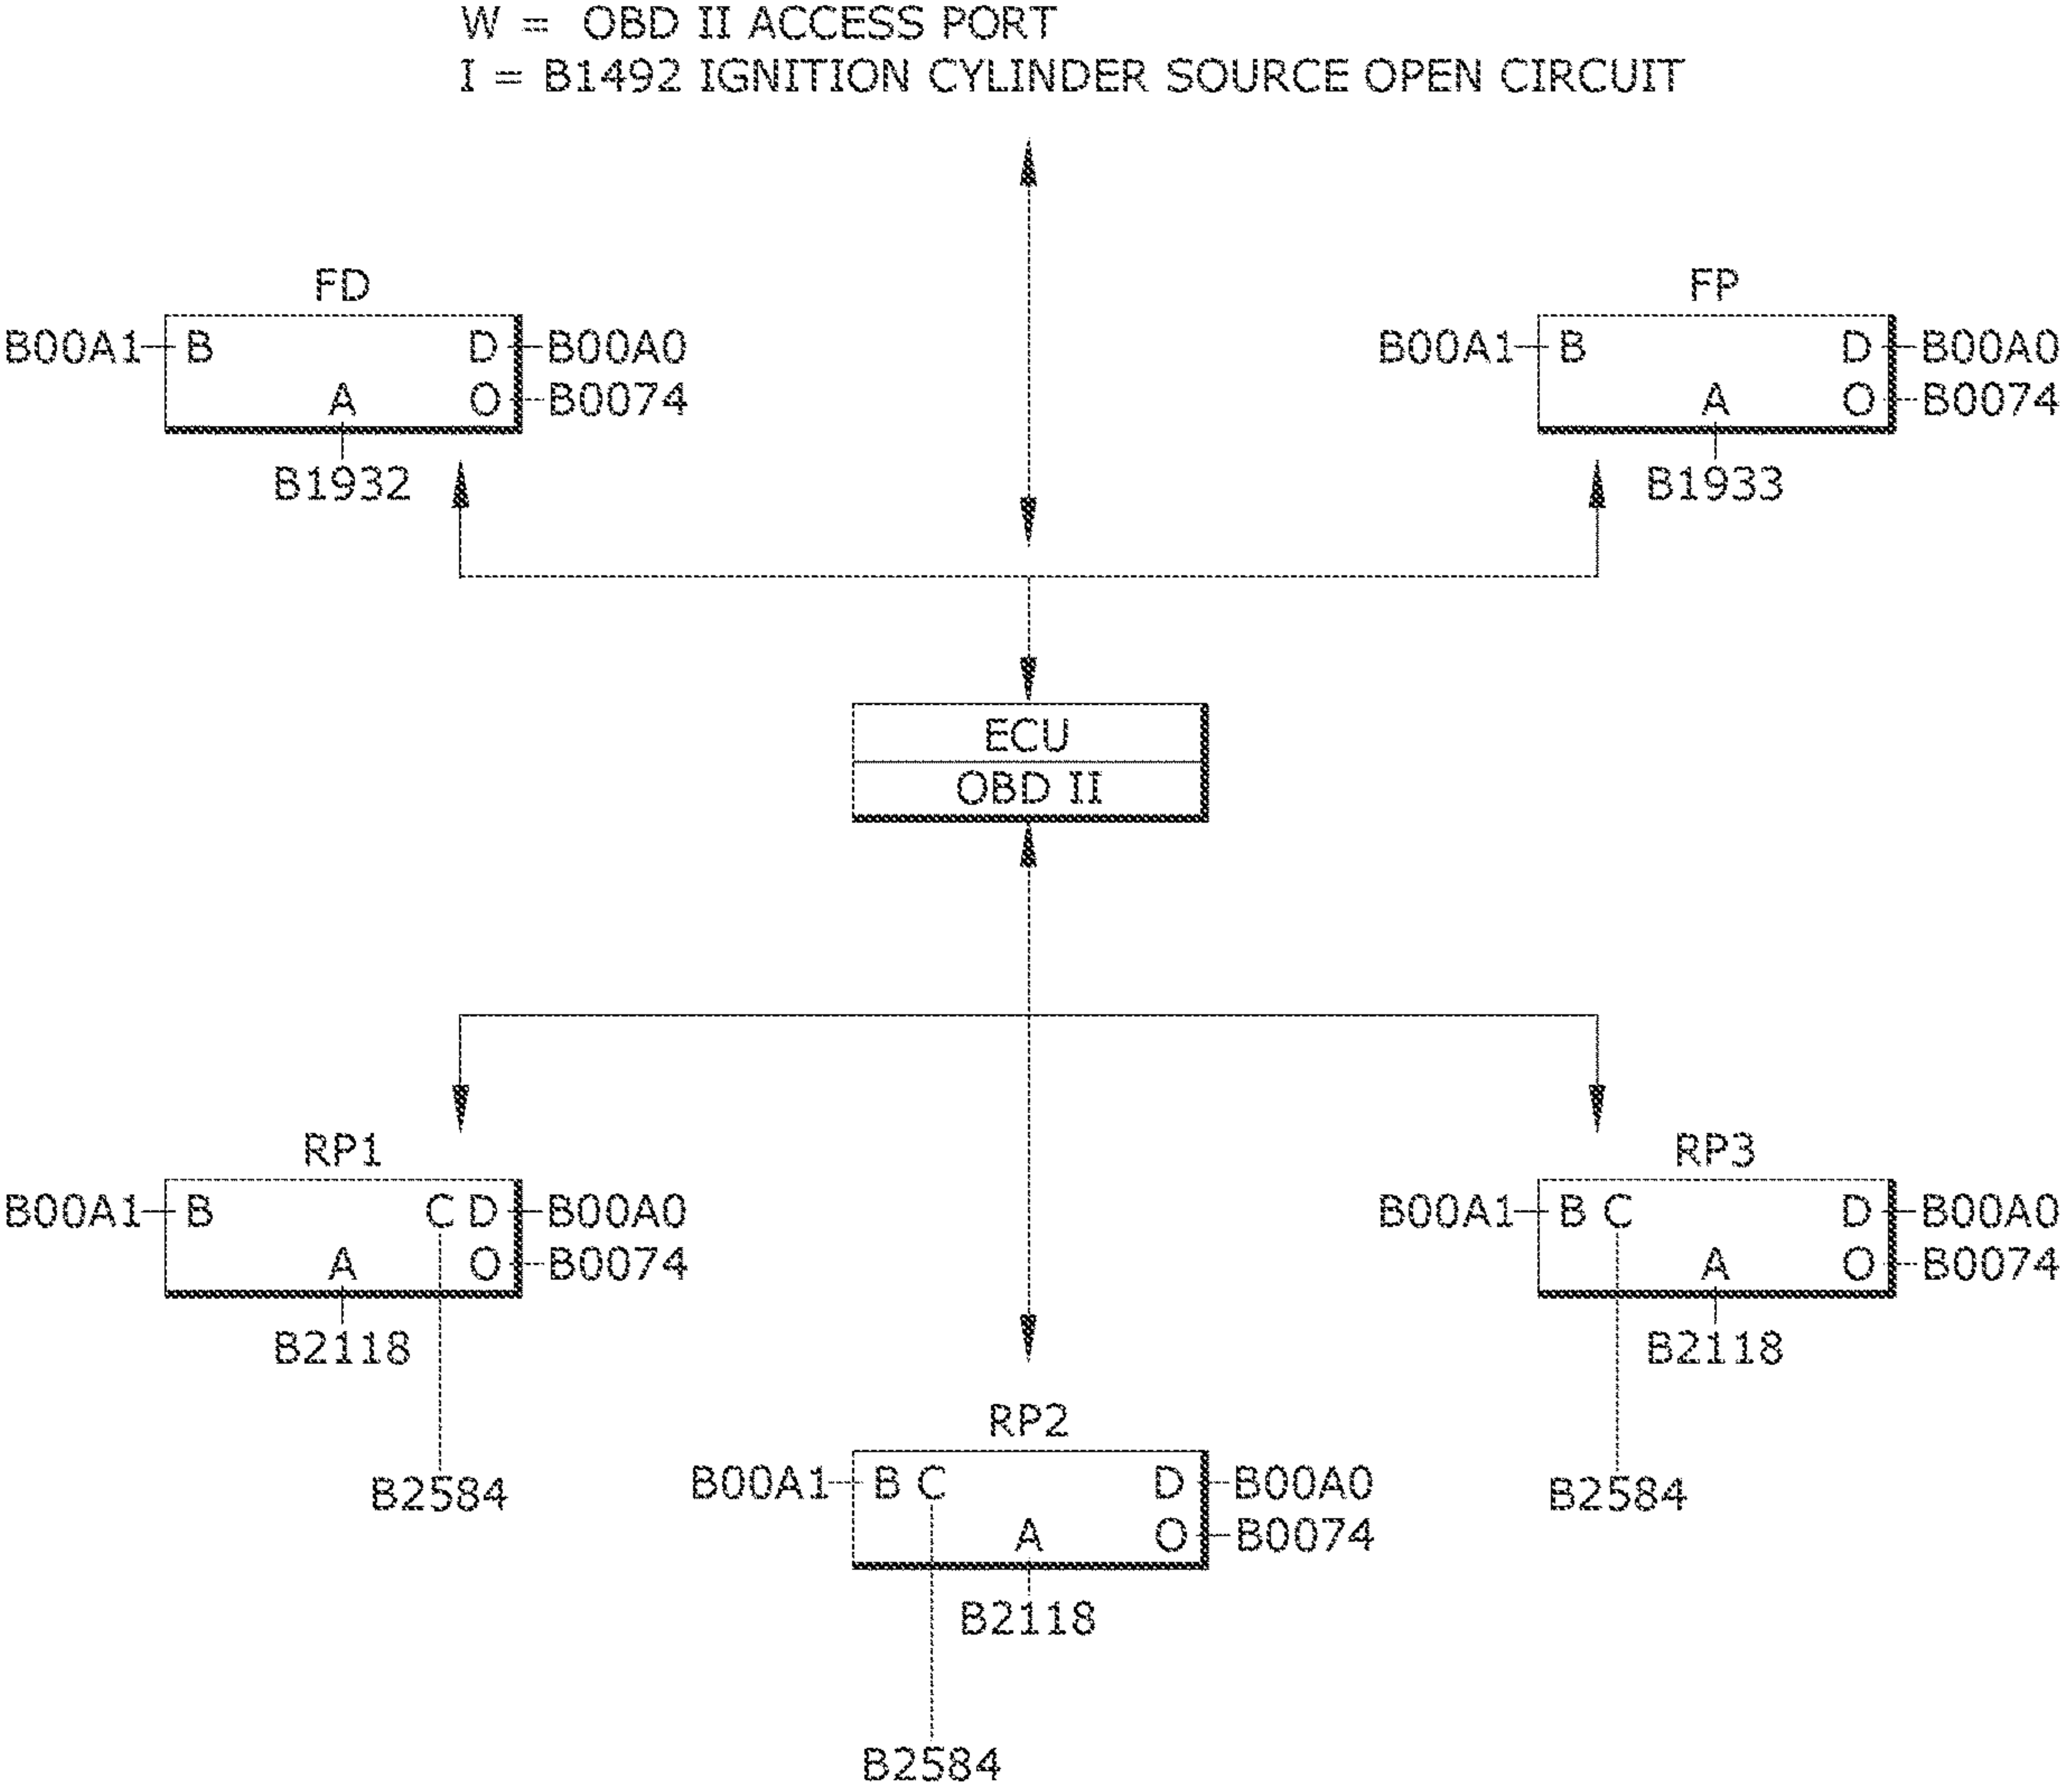 W = OBD II ACCESS PORT
I = B1492 IGNITION CYLINDER SOURCE OPEN CIRCUIT
FD
B00A1 B D B00A0
A O B0074
B1932
FP
B00A1 B D B00A0
A O B0074
B1933
ECU
OBD II
RP1
B00A1 B C D B00A0
A O B0074
B2118
B2584
RP3
B00A1 B C D B00A0
A O B0074
B2118
B2584
RP2
B00A1 B C D B00A0
A O B0074
B2118
B2584